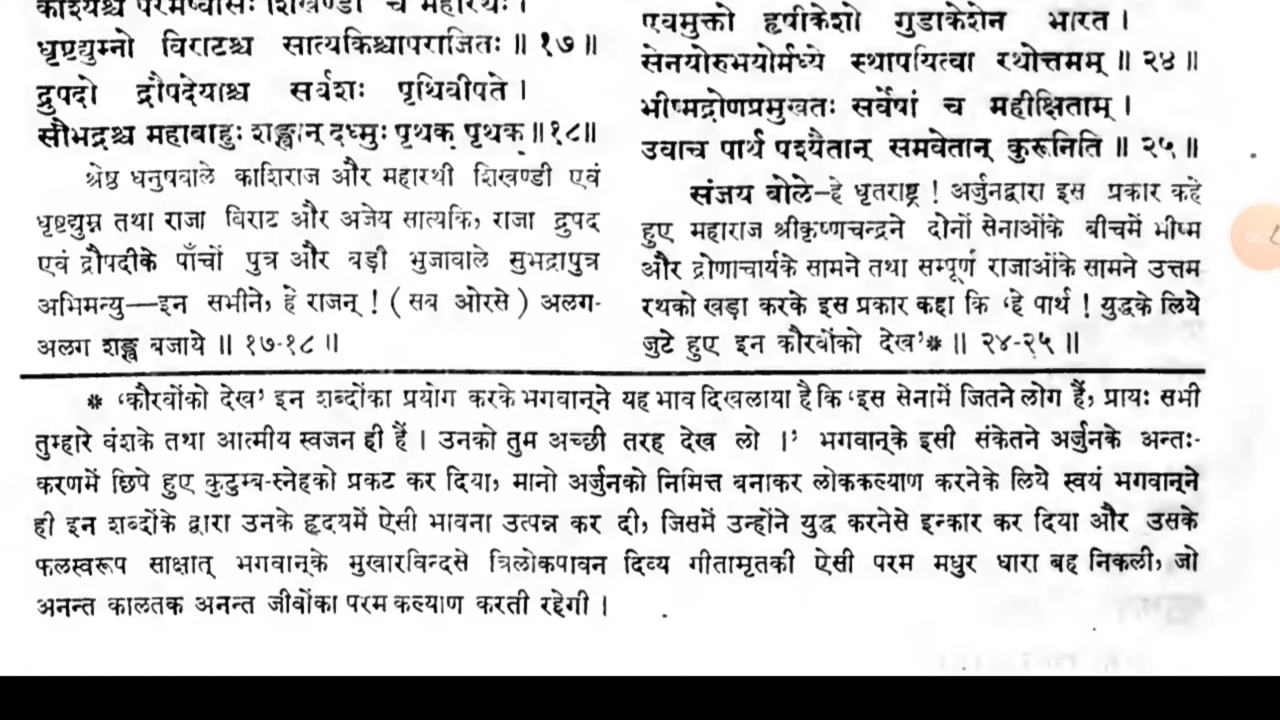 काश्यश्च परमेष्वासः शिखण्डी च महारथः ।
धृष्टद्युम्नो विराटश्च सात्यकिश्चापराजितः ॥ १७ ॥
द्रुपदो द्रौपदेयाश्च सर्वशः पृथिवीपते ।
सौभद्रश्च महाबाहुः शङ्खान् दध्मुः पृथक् पृथक् ॥ १८ ॥
श्रेष्ठ धनुषवाले काशिराज और महारथी शिखण्डी एवं
धृष्टद्युम्न तथा राजा विराट और अजेय सात्यकि, राजा द्रुपद
एवं द्रौपदीके पाँचों पुत्र और बड़ी भुजावाले सुभद्रापुत्र
अभिमन्यु—इन सभीने, हे राजन् ! (सब ओरसे) अलग-
अलग शङ्ख बजाये ॥ १७-१८ ॥
एवमुक्तो हृषीकेशो गुडाकेशेन भारत ।
सेनयोरुभयोर्मध्ये स्थापयित्वा रथोत्तमम् ॥ २४ ॥
भीष्मद्रोणप्रमुखतः सर्वेषां च महीक्षिताम् ।
उवाच पार्थ पश्यैतान् समवेतान् कुरूनिति ॥ २५ ॥
संजय बोले–हे धृतराष्ट्र ! अर्जुनद्वारा इस प्रकार कहे
हुए महाराज श्रीकृष्णचन्द्रने दोनों सेनाओंके बीचमें भीष्म
और द्रोणाचार्यके सामने तथा सम्पूर्ण राजाओंके सामने उत्तम
रथको खड़ा करके इस प्रकार कहा कि ‘हे पार्थ ! युद्धके लिये
जुटे हुए इन कौरवोंको देख’* ॥ २४-२५ ॥
* ‘कौरवोंको देख’ इन शब्दोंका प्रयोग करके भगवान्‌ने यह भाव दिखलाया है कि ‘इस सेनामें जितने लोग हैं, प्रायः सभी
तुम्हारे वंशके तथा आत्मीय स्वजन ही हैं । उनको तुम अच्छी तरह देख लो ।’ भगवान्‌के इसी संकेतने अर्जुनके अन्तः-
करणमें छिपे हुए कुटुम्ब-स्नेहको प्रकट कर दिया, मानो अर्जुनको निमित्त बनाकर लोककल्याण करनेके लिये स्वयं भगवान्‌ने
ही इन शब्दोंके द्वारा उनके हृदयमें ऐसी भावना उत्पन्न कर दी, जिसमें उन्होंने युद्ध करनेसे इन्कार कर दिया और उसके
फलस्वरूप साक्षात् भगवान्‌के मुखारविन्दसे त्रिलोकपावन दिव्य गीतामृतकी ऐसी परम मधुर धारा बह निकली, जो
अनन्त कालतक अनन्त जीवोंका परम कल्याण करती रहेगी ।